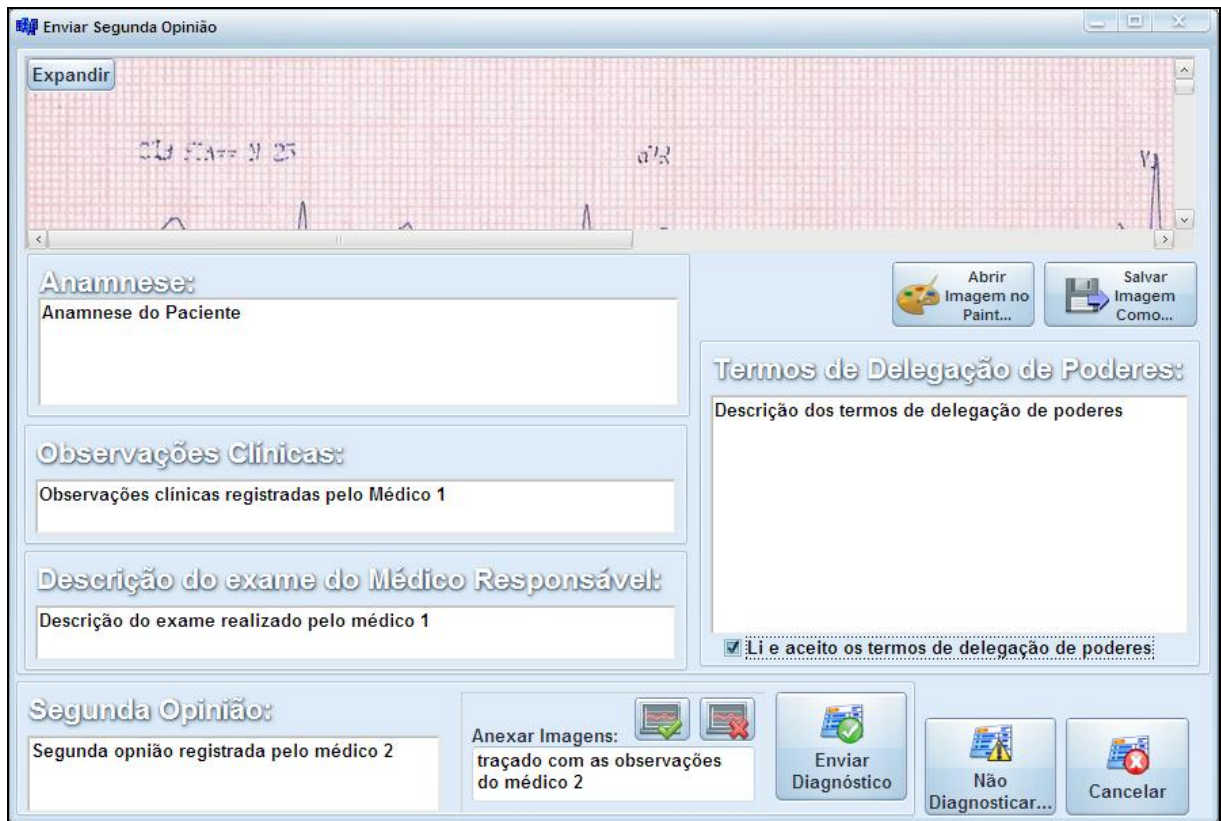 Enviar Segunda Opinião
Expandir
Anamnese:
Anamnese do Paciente
Abrir
Imagem no
Paint...
Salvar
Imagem
Como...
Termos de Delegação de Poderes:
Descrição dos termos de delegação de poderes
Li e aceito os termos de delegação de poderes
Observações Clínicas:
Observações clínicas registradas pelo Médico 1
Descrição do exame do Médico Responsável:
Descrição do exame realizado pelo médico 1
Segunda Opinião:
Segunda opnião registrada pelo médico 2
Anexar Imagens:
traçado com as observações
do médico 2
Enviar
Diagnóstico
Não
Diagnosticar...
Cancelar